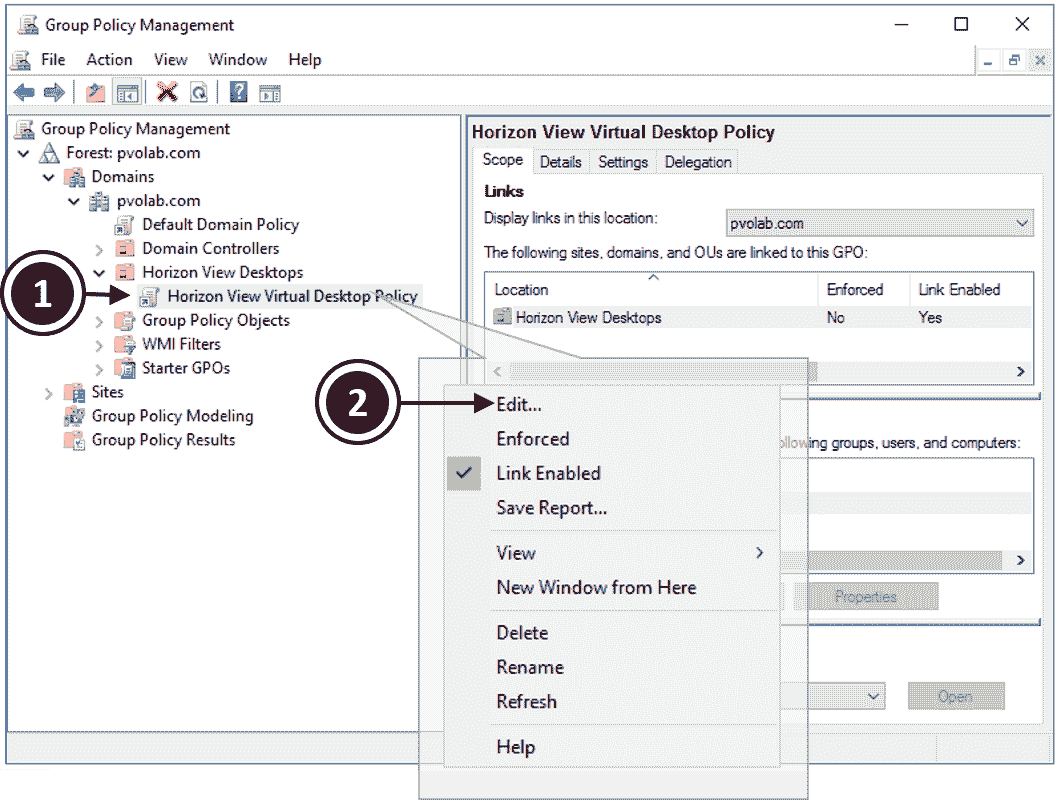 Group Policy Management
File Action View Window Help
Group Policy Management
Forest: pvolab.com
Domains
pvolab.com
Default Domain Policy
Domain Controllers
Horizon View Desktops
1
Horizon View Virtual Desktop Policy
Group Policy Objects
WMI Filters
Starter GPOs
Sites
Group Policy Modeling
Group Policy Results
Horizon View Virtual Desktop Policy
Scope Details Settings Delegation
Links
Display links in this location: pvolab.com
The following sites, domains, and OUs are linked to this GPO:
Location Enforced Link Enabled
Horizon View Desktops No Yes
ollowing groups, users, and computers:
Properties
Open
2
Edit...
Enforced
Link Enabled
Save Report...
View
New Window from Here
Delete
Rename
Refresh
Help